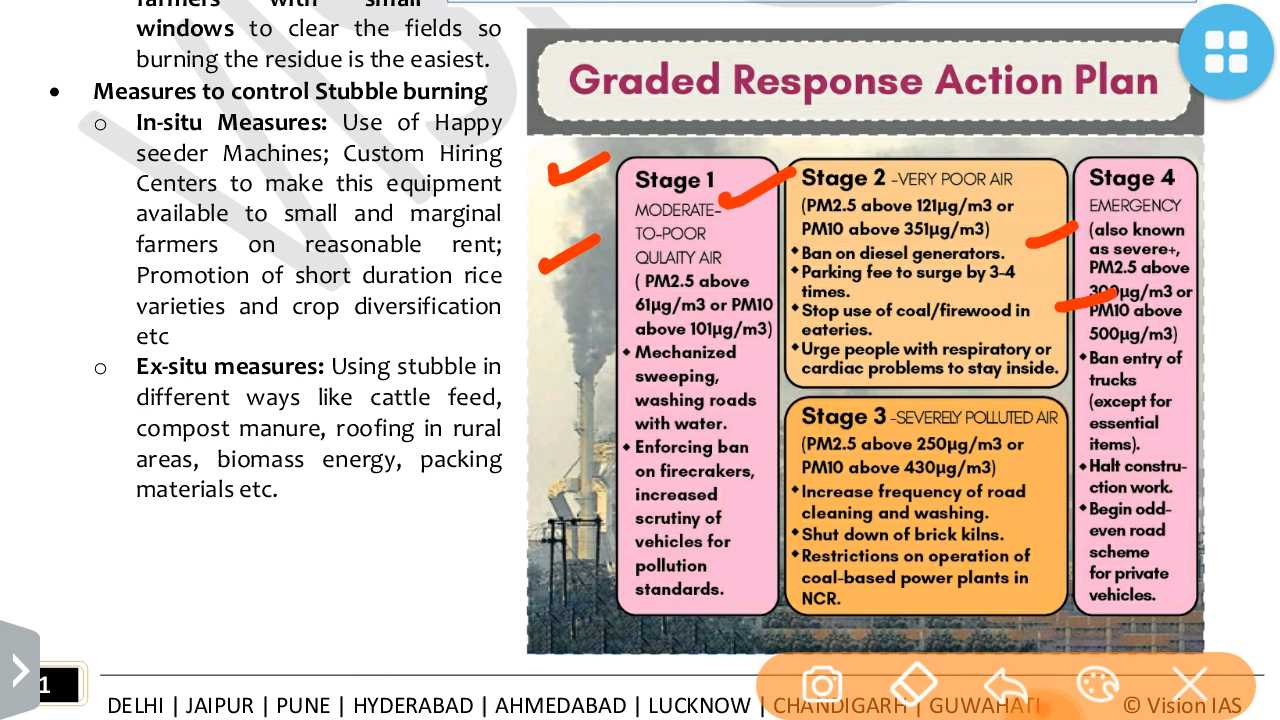 farmers with small
windows to clear the fields so
burning the residue is the easiest.
• Measures to control Stubble burning
o In-situ Measures: Use of Happy
seeder Machines; Custom Hiring
Centers to make this equipment
available to small and marginal
farmers on reasonable rent;
Promotion of short duration rice
varieties and crop diversification
etc
o Ex-situ measures: Using stubble in
different ways like cattle feed,
compost manure, roofing in rural
areas, biomass energy, packing
materials etc.
Graded Response Action Plan
Stage 1
MODERATE-
TO-POOR
QULAITY AIR
( PM2.5 above
61µg/m3 or PM10
above 101µg/m3)
Mechanized
sweeping,
washing roads
with water.
Enforcing ban
on firecrakers,
increased
scrutiny of
vehicles for
pollution
standards.
Stage 2 -VERY POOR AIR
(PM2.5 above 121µg/m3 or
PM10 above 351µg/m3)
Ban on diesel generators.
Parking fee to surge by 3-4
times.
Stop use of coal/firewood in
eateries.
Urge people with respiratory or
cardiac problems to stay inside.
Stage 3 -SEVERELY POLLUTED AIR
(PM2.5 above 250µg/m3 or
PM10 above 430µg/m3)
Increase frequency of road
cleaning and washing.
Shut down of brick kilns.
Restrictions on operation of
coal-based power plants in
NCR.
Stage 4
EMERGENCY
(also known
as severe+,
PM2.5 above
300µg/m3 or
PM10 above
500µg/m3)
Ban entry of
trucks
(except for
essential
items).
Halt constru-
ction work.
Begin odd-
even road
scheme
for private
vehicles.
1
DELHI | JAIPUR | PUNE | HYDERABAD | AHMEDABAD | LUCKNOW | CHANDIGARH | GUWAHATI © Vision IAS